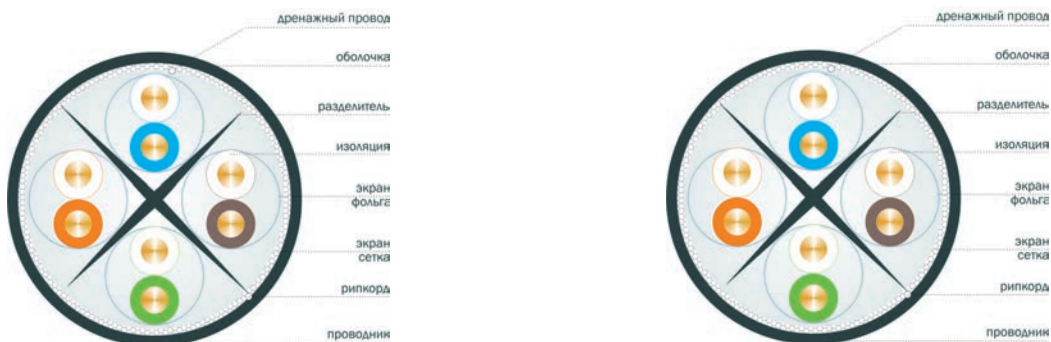 дренажный провод
оболочка
разделитель
изоляция
экран
фольга
экран
сетка
рипкорд
проводник
дренажный провод
оболочка
разделитель
изоляция
экран
фольга
экран
сетка
рипкорд
проводник